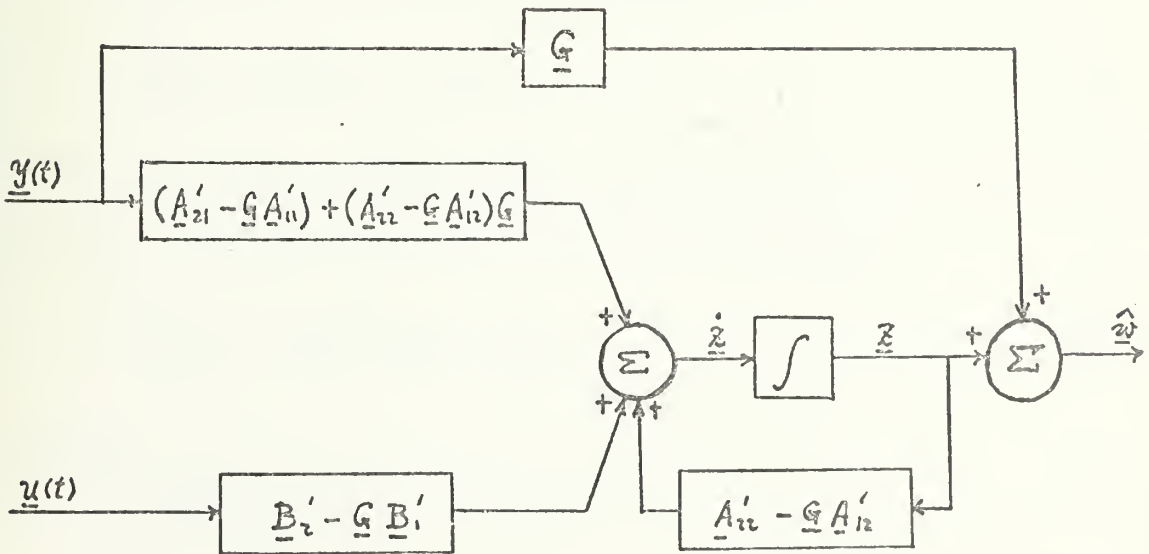 G
y(t)
(A'21 - G A'11) + (A'22 - G A'12) G
+
+
ż
z
+
ŵ
Σ
∫
Σ
+
+
u(t)
B'2 - G B'1
A'22 - G A'12